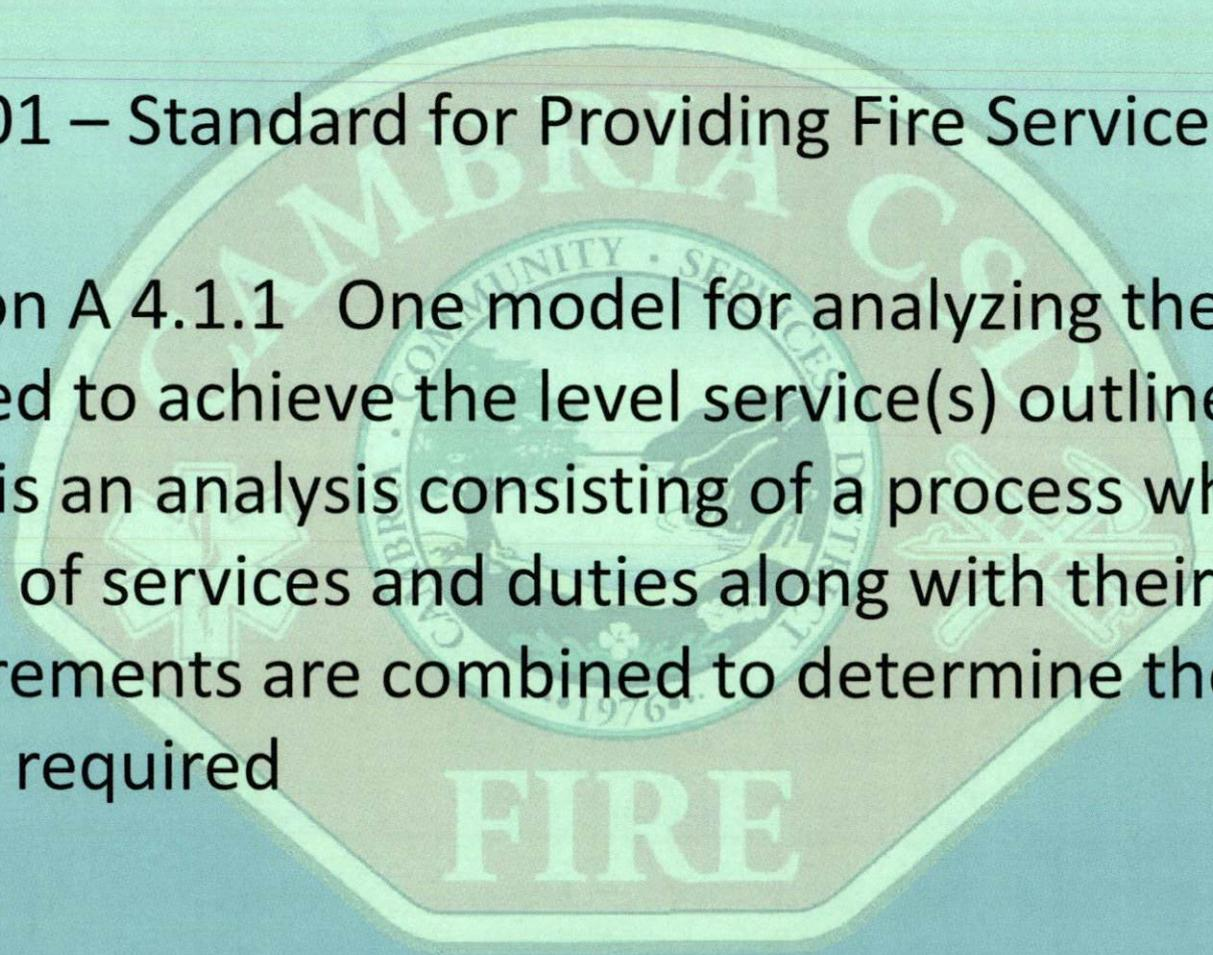 01 – Standard for Providing Fire Service
on A 4.1.1 One model for analyzing the
ed to achieve the level service(s) outline
is an analysis consisting of a process wh
of services and duties along with their
rements are combined to determine the
required
CAMBRIA CSD
CAMBRIA · COMMUNITY · SERVICES DISTRICT
1976
FIRE